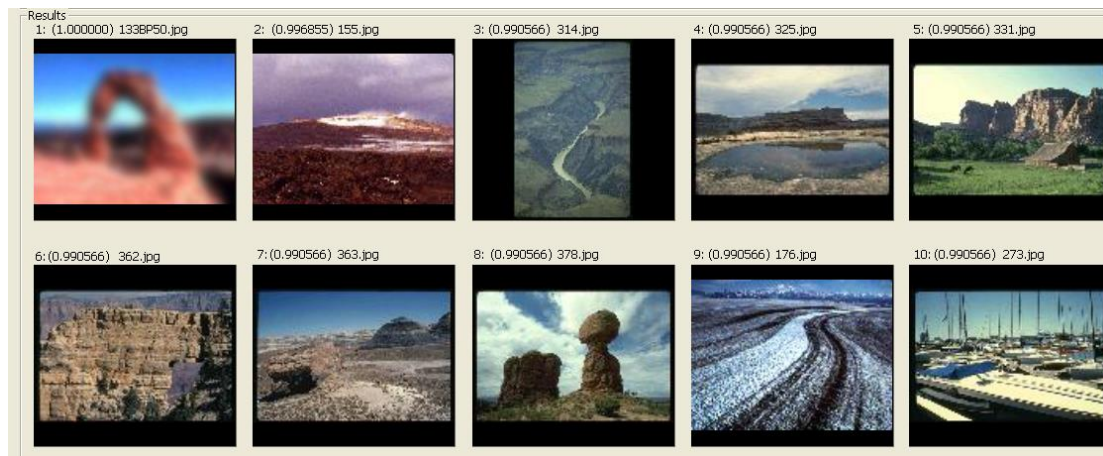 Results
1: (1.000000) 133BP50.jpg
2: (0.996855) 155.jpg
3: (0.990566) 314.jpg
4: (0.990566) 325.jpg
5: (0.990566) 331.jpg
6:(0.990566) 362.jpg
7:(0.990566) 363.jpg
8: (0.990566) 378.jpg
9: (0.990566) 176.jpg
10: (0.990566) 273.jpg